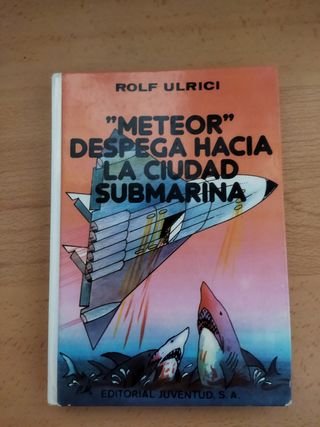 ROLF ULRICI
"METEOR"
DESPEGA HACIA
LA CIUDAD
SUBMARINA
EDITORIAL JUVENTUD, S. A.